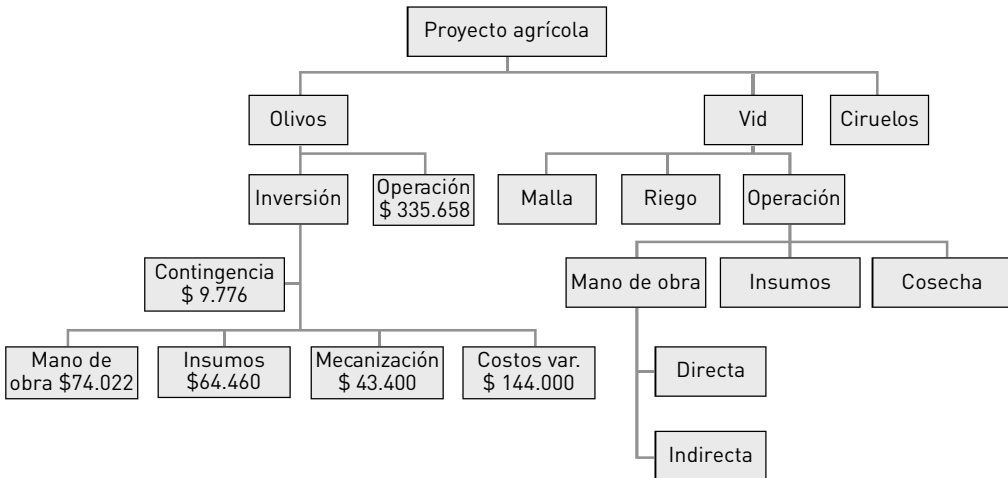 Proyecto agrícola
Olivos
Vid
Ciruelos
Inversión
Operación
$ 335.658
Malla
Riego
Operación
Contingencia
$ 9.776
Mano de obra
Insumos
Cosecha
Mano de
obra $74.022
Insumos
$64.460
Mecanización
$ 43.400
Costos var.
$ 144.000
Directa
Indirecta